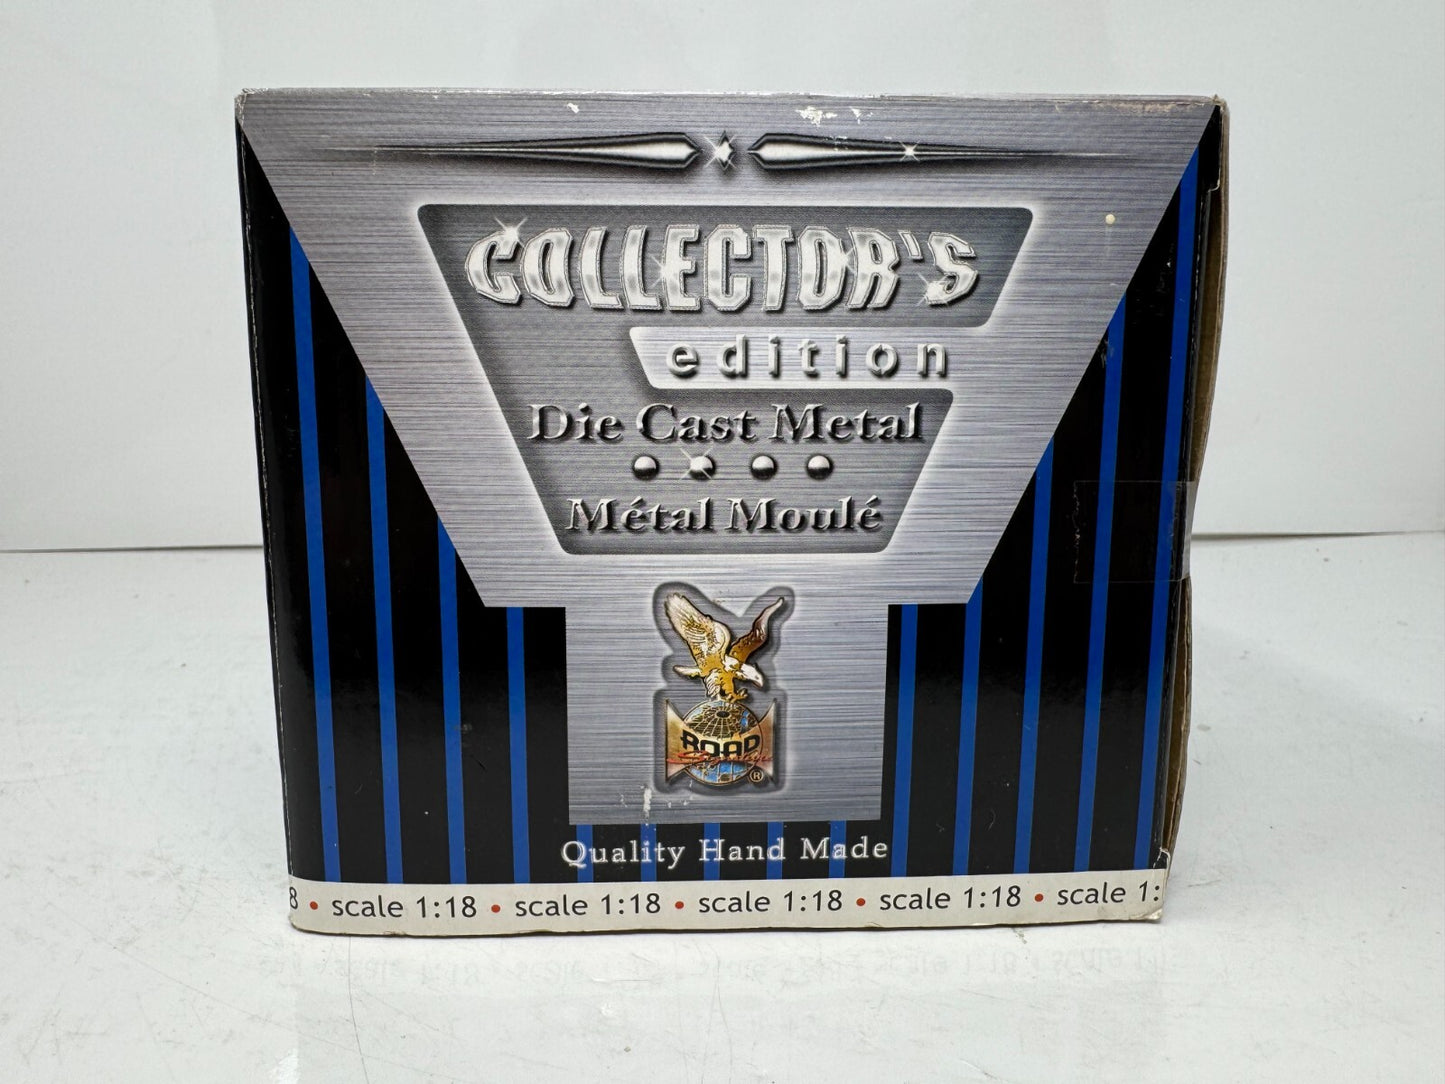 COLLECTOR'S
edition
Die Cast Metal
Métal Moulé
ROAD
Signature
®
Quality Hand Made
8 • scale 1:18 • scale 1:18 • scale 1:18 • scale 1:18 • scale 1: